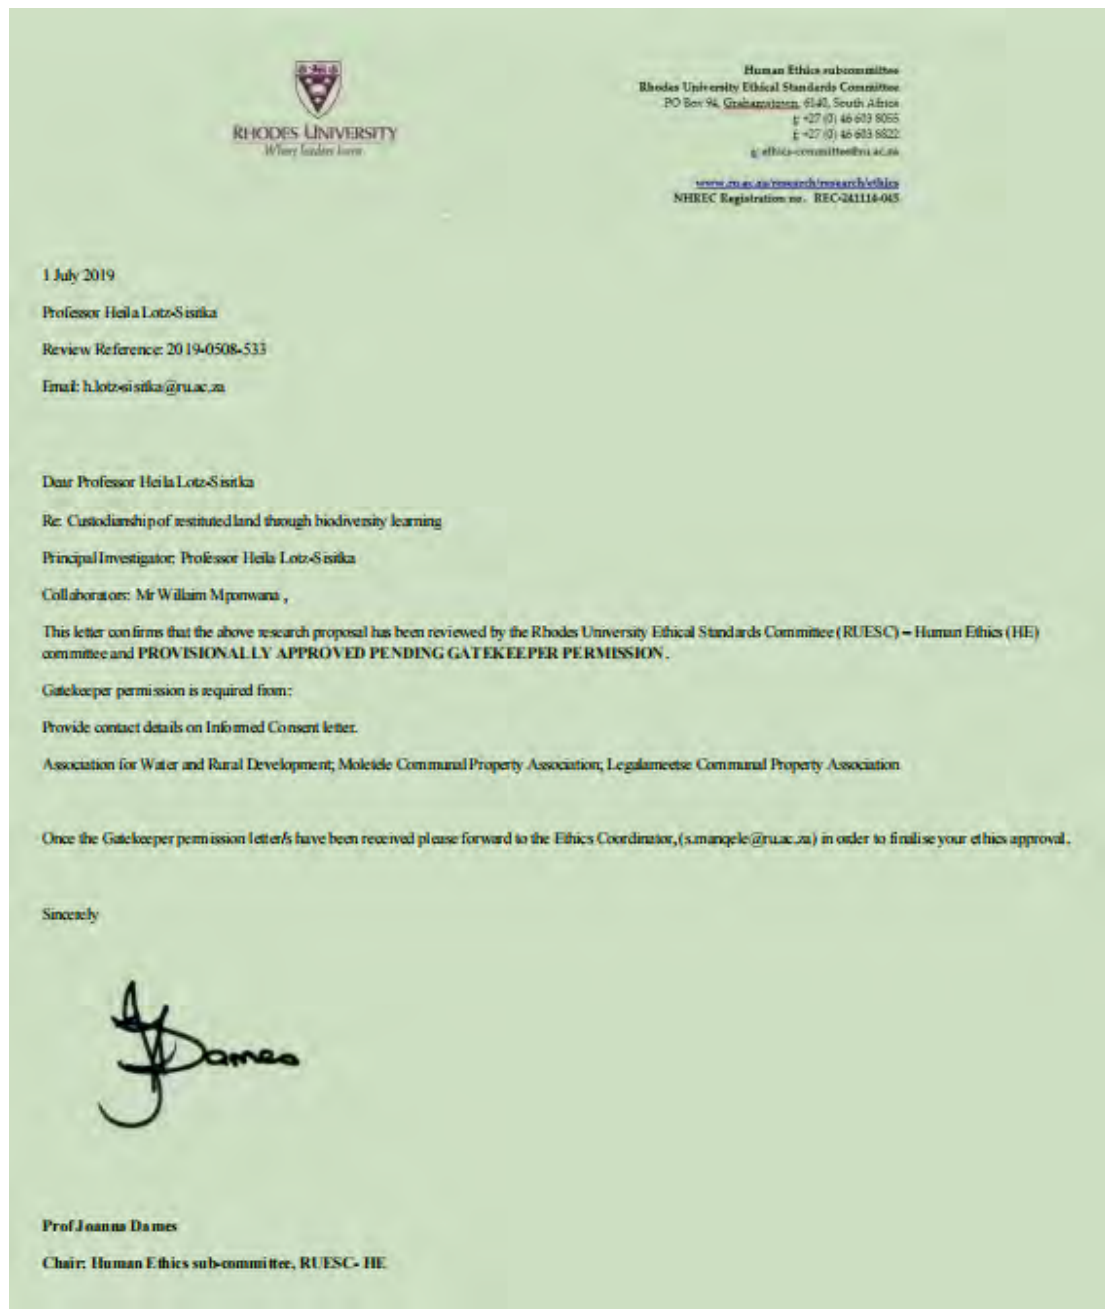 RHODES UNIVERSITY
Where leaders learn
Human Ethics subcommittee
Rhodes University Ethical Standards Committee
PO Box 94, Grahamstown, 6140, South Africa
t: +27 (0) 46 603 8055
f: +27 (0) 46 603 8822
e: ethics-committee@ru.ac.za
www.ru.ac.za/research/research/ethics
NHREC Registration no. REC-241114-045
1 July 2019
Professor Heila Lotz-Sisitka
Review Reference: 2019-0508-533
Email: h.lotz-sisitka@ru.ac.za
Dear Professor Heila Lotz-Sisitka
Re: Custodianship of restituted land through biodiversity learning
Principal Investigator: Professor Heila Lotz-Sisitka
Collaborators: Mr Willaim Mponwana ,
This letter confirms that the above research proposal has been reviewed by the Rhodes University Ethical Standards Committee (RUESC) – Human Ethics (HE)
committee and PROVISIONALLY APPROVED PENDING GATEKEEPER PERMISSION.
Gatekeeper permission is required from:
Provide contact details on Informed Consent letter.
Association for Water and Rural Development; Moletele Communal Property Association; Legalameetse Communal Property Association
Once the Gatekeeper permission letter/s have been received please forward to the Ethics Coordinator,(s.manqele@ru.ac.za) in order to finalise your ethics approval.
Sincerely
JDames
Prof Joanna Dames
Chair: Human Ethics sub-committee, RUESC- HE